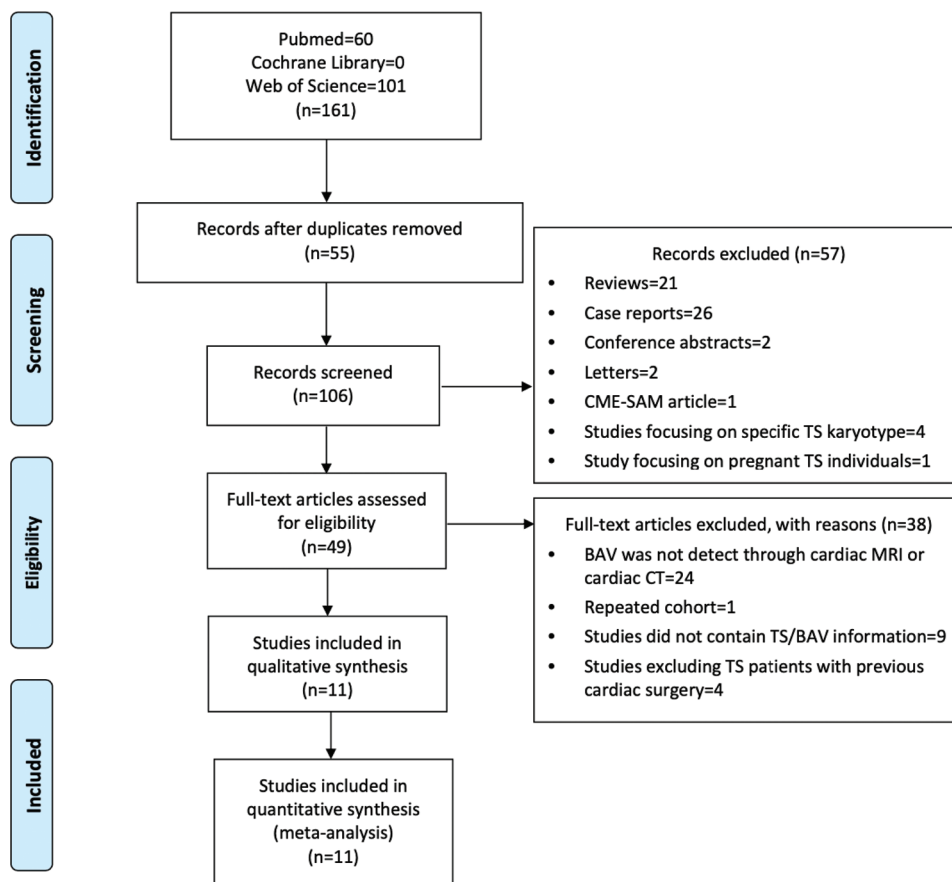 Identification
Pubmed=60
Cochrane Library=0
Web of Science=101
(n=161)
Records after duplicates removed
(n=55)
Screening
Records screened
(n=106)
Records excluded (n=57)
• Reviews=21
• Case reports=26
• Conference abstracts=2
• Letters=2
• CME-SAM article=1
• Studies focusing on specific TS karyotype=4
• Study focusing on pregnant TS individuals=1
Eligibility
Full-text articles assessed
for eligibility
(n=49)
Full-text articles excluded, with reasons (n=38)
• BAV was not detect through cardiac MRI or
cardiac CT=24
• Repeated cohort=1
• Studies did not contain TS/BAV information=9
• Studies excluding TS patients with previous
cardiac surgery=4
Studies included in
qualitative synthesis
(n=11)
Included
Studies included in
quantitative synthesis
(meta-analysis)
(n=11)